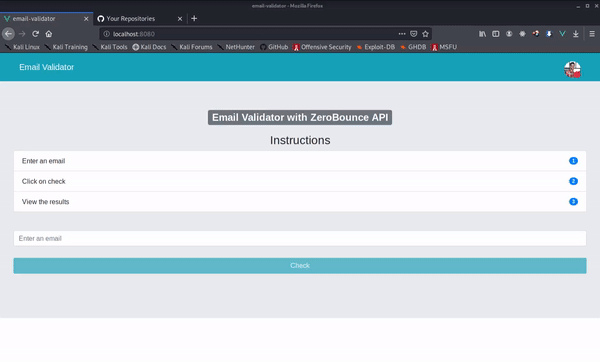 email-validator - Mozilla Firefox
email-validator
Your Repositories
localhost:8080
Kali Linux Kali Training Kali Tools Kali Docs Kali Forums NetHunter GitHub Offensive Security Exploit-DB GHDB MSFU
Email Validator
Email Validator with ZeroBounce API
Instructions
Enter an email 1
Click on check 2
View the results 3
Enter an email
Check